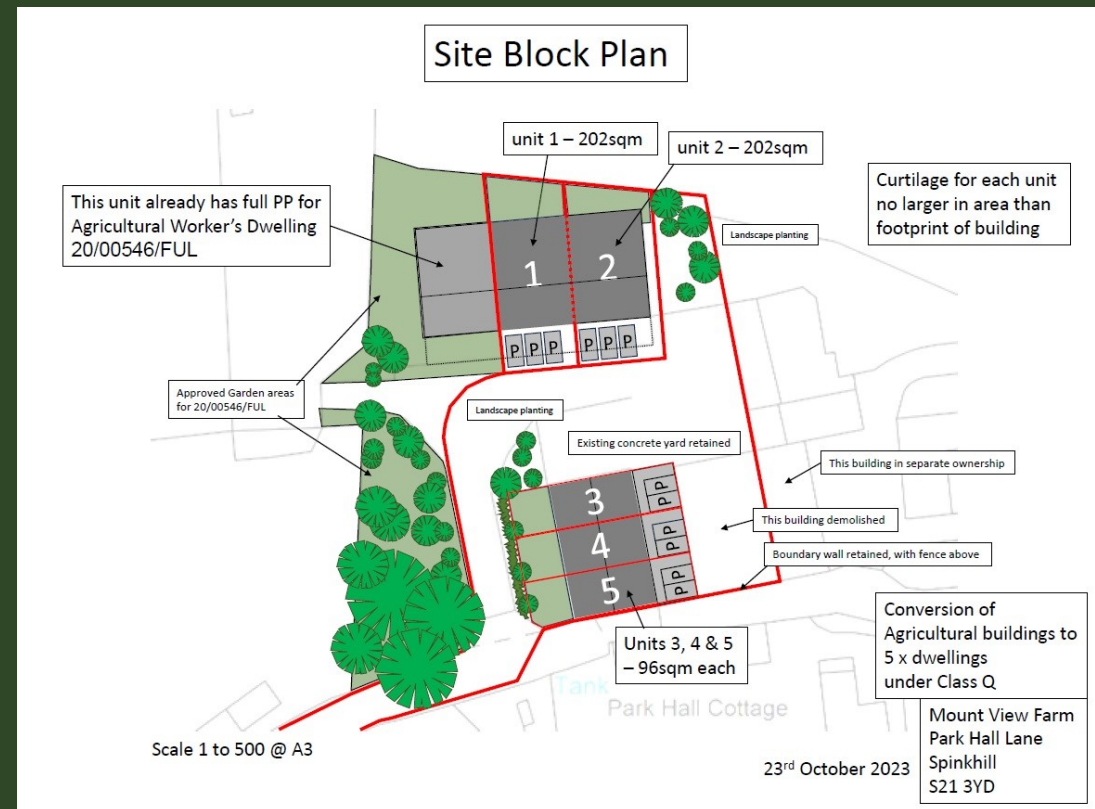 Site Block Plan
unit 1 – 202sqm
unit 2 – 202sqm
This unit already has full PP for
Agricultural Worker's Dwelling
20/00546/FUL
Curtilage for each unit
no larger in area than
footprint of building
Landscape planting
1
2
P P P
P P P
Approved Garden areas
for 20/00546/FUL
Landscape planting
Existing concrete yard retained
This building in separate ownership
3
P P
4
P P
5
P P
This building demolished
Boundary wall retained, with fence above
Units 3, 4 & 5
– 96sqm each
Tank
Park Hall Cottage
Conversion of
Agricultural buildings to
5 x dwellings
under Class Q
Mount View Farm
Park Hall Lane
Spinkhill
S21 3YD
Scale 1 to 500 @ A3
23rd October 2023